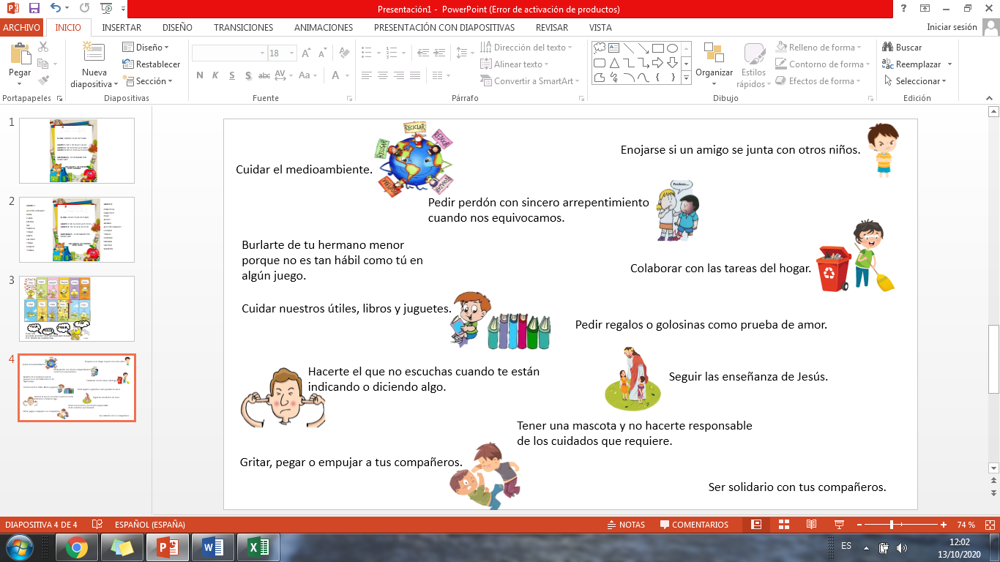 Presentación1 - PowerPoint (Error de activación de productos)
ARCHIVO INICIO INSERTAR DISEÑO TRANSICIONES ANIMACIONES PRESENTACIÓN CON DIAPOSITIVAS REVISAR VISTA Iniciar sesión
Pegar
Portapapeles
Nueva diapositiva
Diseño
Restablecer
Sección
Diapositivas
18
N K S S abc AV Aa A
Fuente
Dirección del texto
Alinear texto
Convertir a SmartArt
Párrafo
Organizar
Estilos rápidos
Relleno de forma
Contorno de forma
Efectos de forma
Dibujo
Buscar
Reemplazar
Seleccionar
Edición
1
2
3
4
RECICLAR
REDUCIR
REUSAR
Cuidar el medioambiente.
Enojarse si un amigo se junta con otros niños.
Perdona...
Pedir perdón con sincero arrepentimiento
cuando nos equivocamos.
Burlarte de tu hermano menor
porque no es tan hábil como tú en
algún juego.
Colaborar con las tareas del hogar.
Cuidar nuestros útiles, libros y juguetes.
Pedir regalos o golosinas como prueba de amor.
Hacerte el que no escuchas cuando te están
indicando o diciendo algo.
Seguir las enseñanza de Jesús.
Tener una mascota y no hacerte responsable
de los cuidados que requiere.
Gritar, pegar o empujar a tus compañeros.
Ser solidario con tus compañeros.
DIAPOSITIVA 4 DE 4 ESPAÑOL (ESPAÑA) NOTAS COMENTARIOS 74 %
ES 12:02
13/10/2020